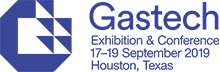 Gastech
Exhibition & Conference
17–19 September 2019
Houston, Texas